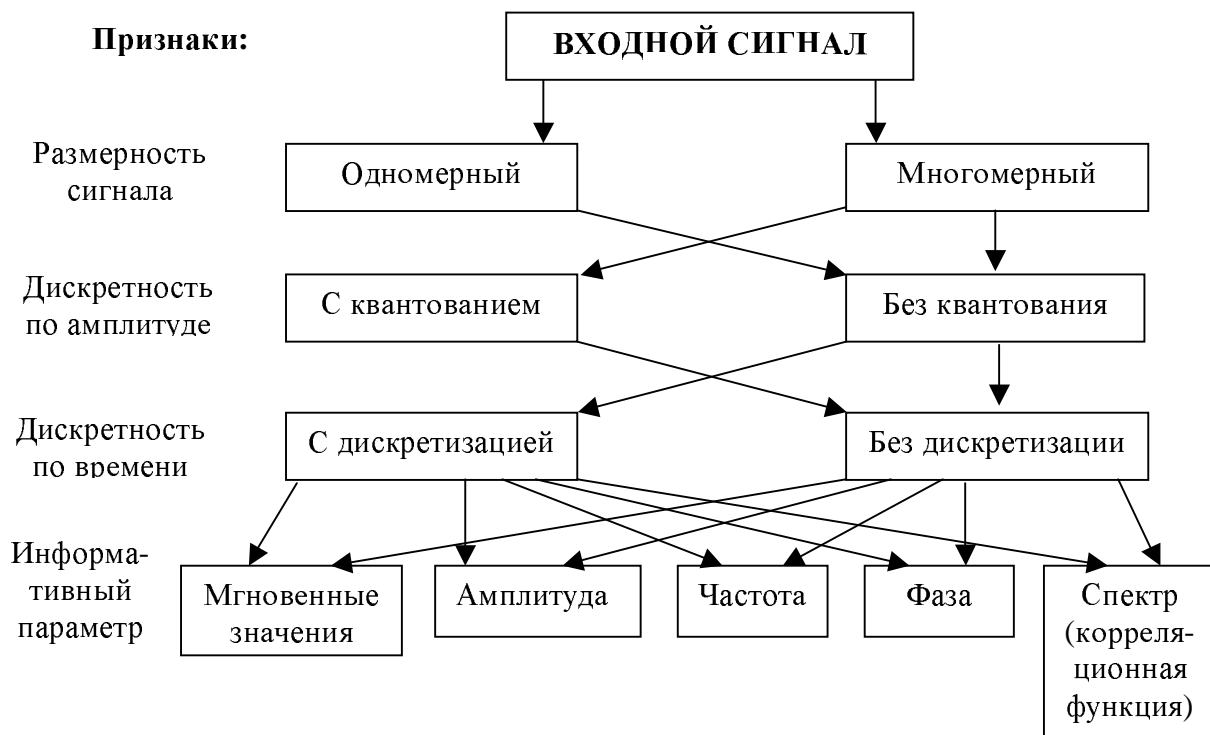 Признаки:
ВХОДНОЙ СИГНАЛ
Размерность
сигнала
Одномерный
Многомерный
Дискретность
по амплитуде
С квантованием
Без квантования
Дискретность
по времени
С дискретизацией
Без дискретизации
Информа-
тивный
параметр
Мгновенные
значения
Амплитуда
Частота
Фаза
Спектр
(корреля-
ционная
функция)